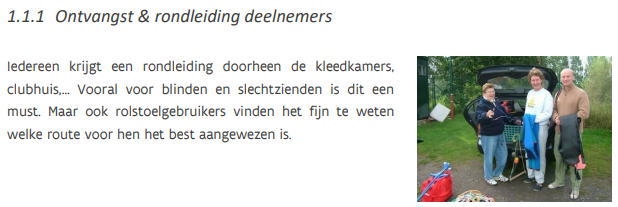 1.1.1 Ontvangst & rondleiding deelnemers
Iedereen krijgt een rondleiding doorheen de kleedkamers,
clubhuis,... Vooral voor blinden en slechtzienden is dit een
must. Maar ook rolstoelgebruikers vinden het fijn te weten
welke route voor hen het best aangewezen is.